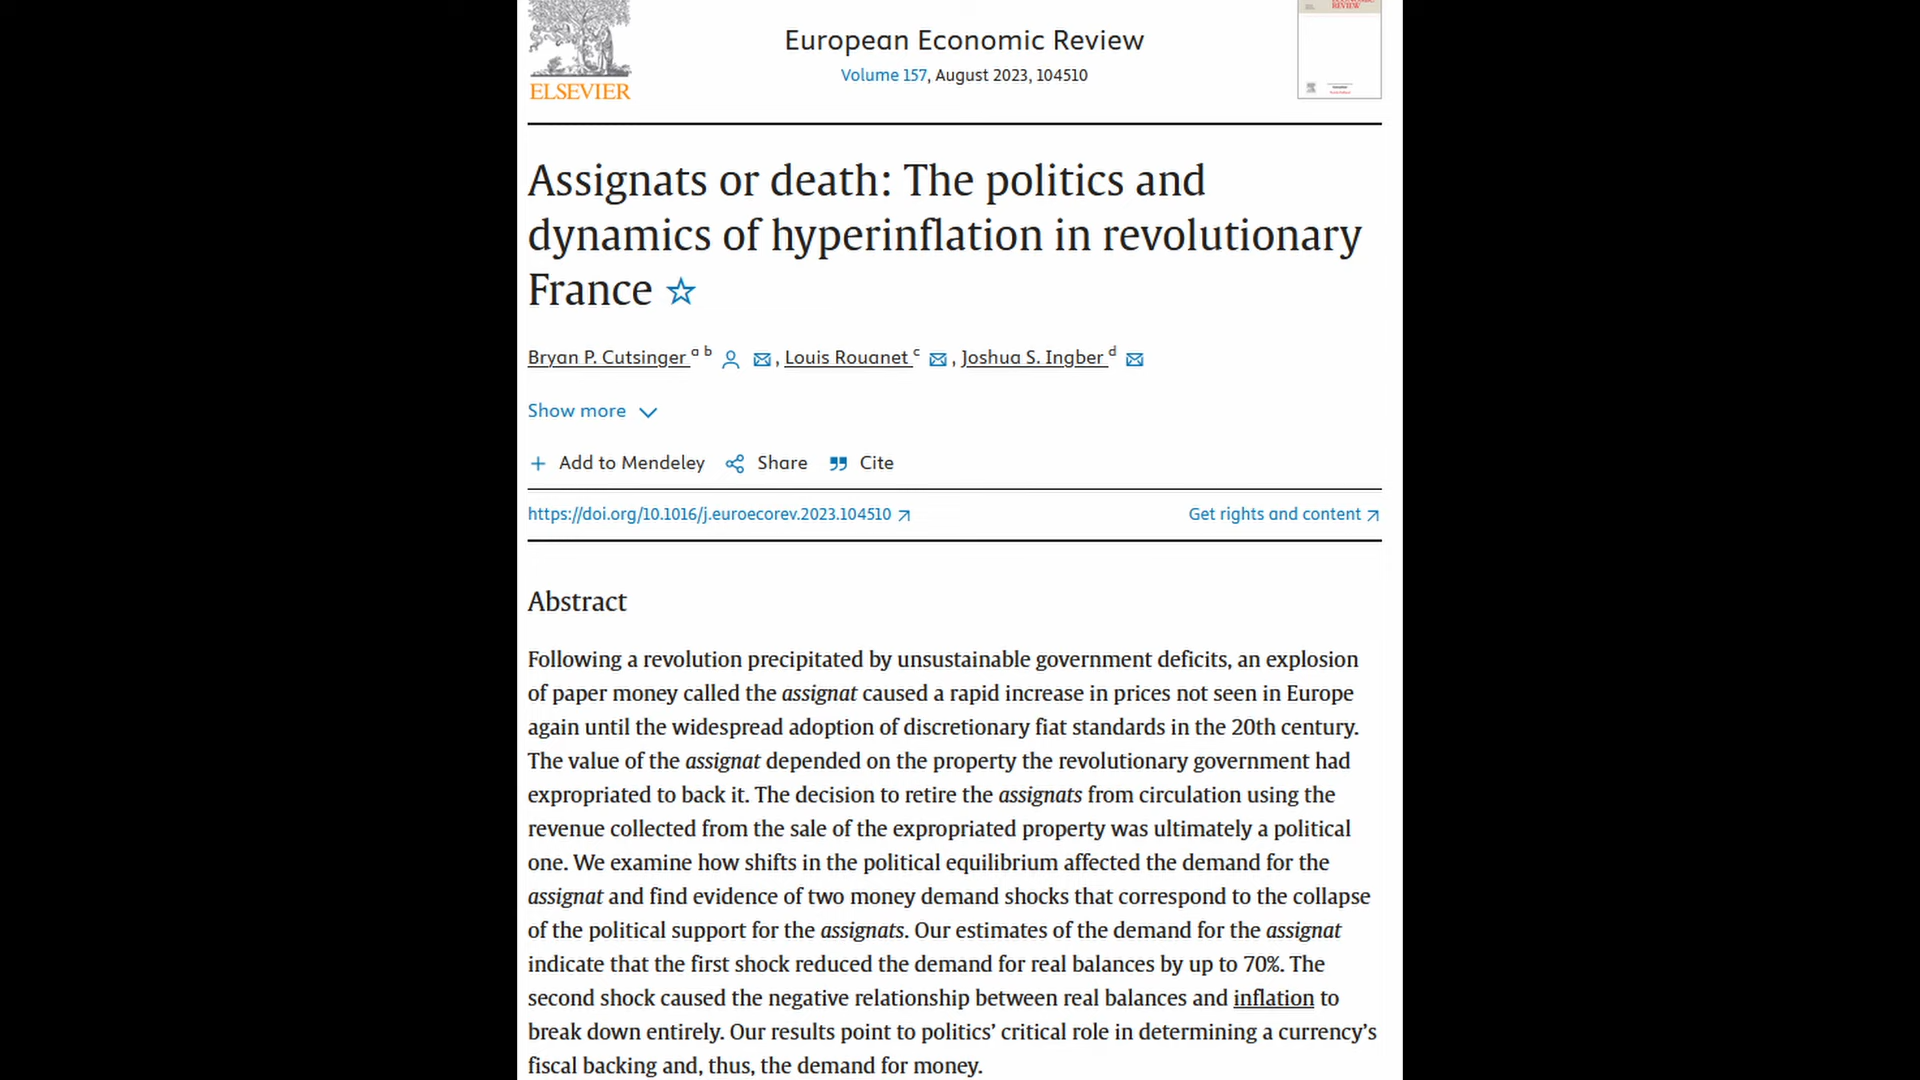 European Economic Review
Volume 157, August 2023, 104510
ELSEVIER
REVIEW
Assignats or death: The politics and
dynamics of hyperinflation in revolutionary
France ☆
Bryan P. Cutsinger a b , Louis Rouanet c , Joshua S. Ingber d
Show more
Add to Mendeley Share Cite
https://doi.org/10.1016/j.euroecorev.2023.104510 Get rights and content
Abstract
Following a revolution precipitated by unsustainable government deficits, an explosion
of paper money called the assignat caused a rapid increase in prices not seen in Europe
again until the widespread adoption of discretionary fiat standards in the 20th century.
The value of the assignat depended on the property the revolutionary government had
expropriated to back it. The decision to retire the assignats from circulation using the
revenue collected from the sale of the expropriated property was ultimately a political
one. We examine how shifts in the political equilibrium affected the demand for the
assignat and find evidence of two money demand shocks that correspond to the collapse
of the political support for the assignats. Our estimates of the demand for the assignat
indicate that the first shock reduced the demand for real balances by up to 70%. The
second shock caused the negative relationship between real balances and inflation to
break down entirely. Our results point to politics’ critical role in determining a currency’s
fiscal backing and, thus, the demand for money.